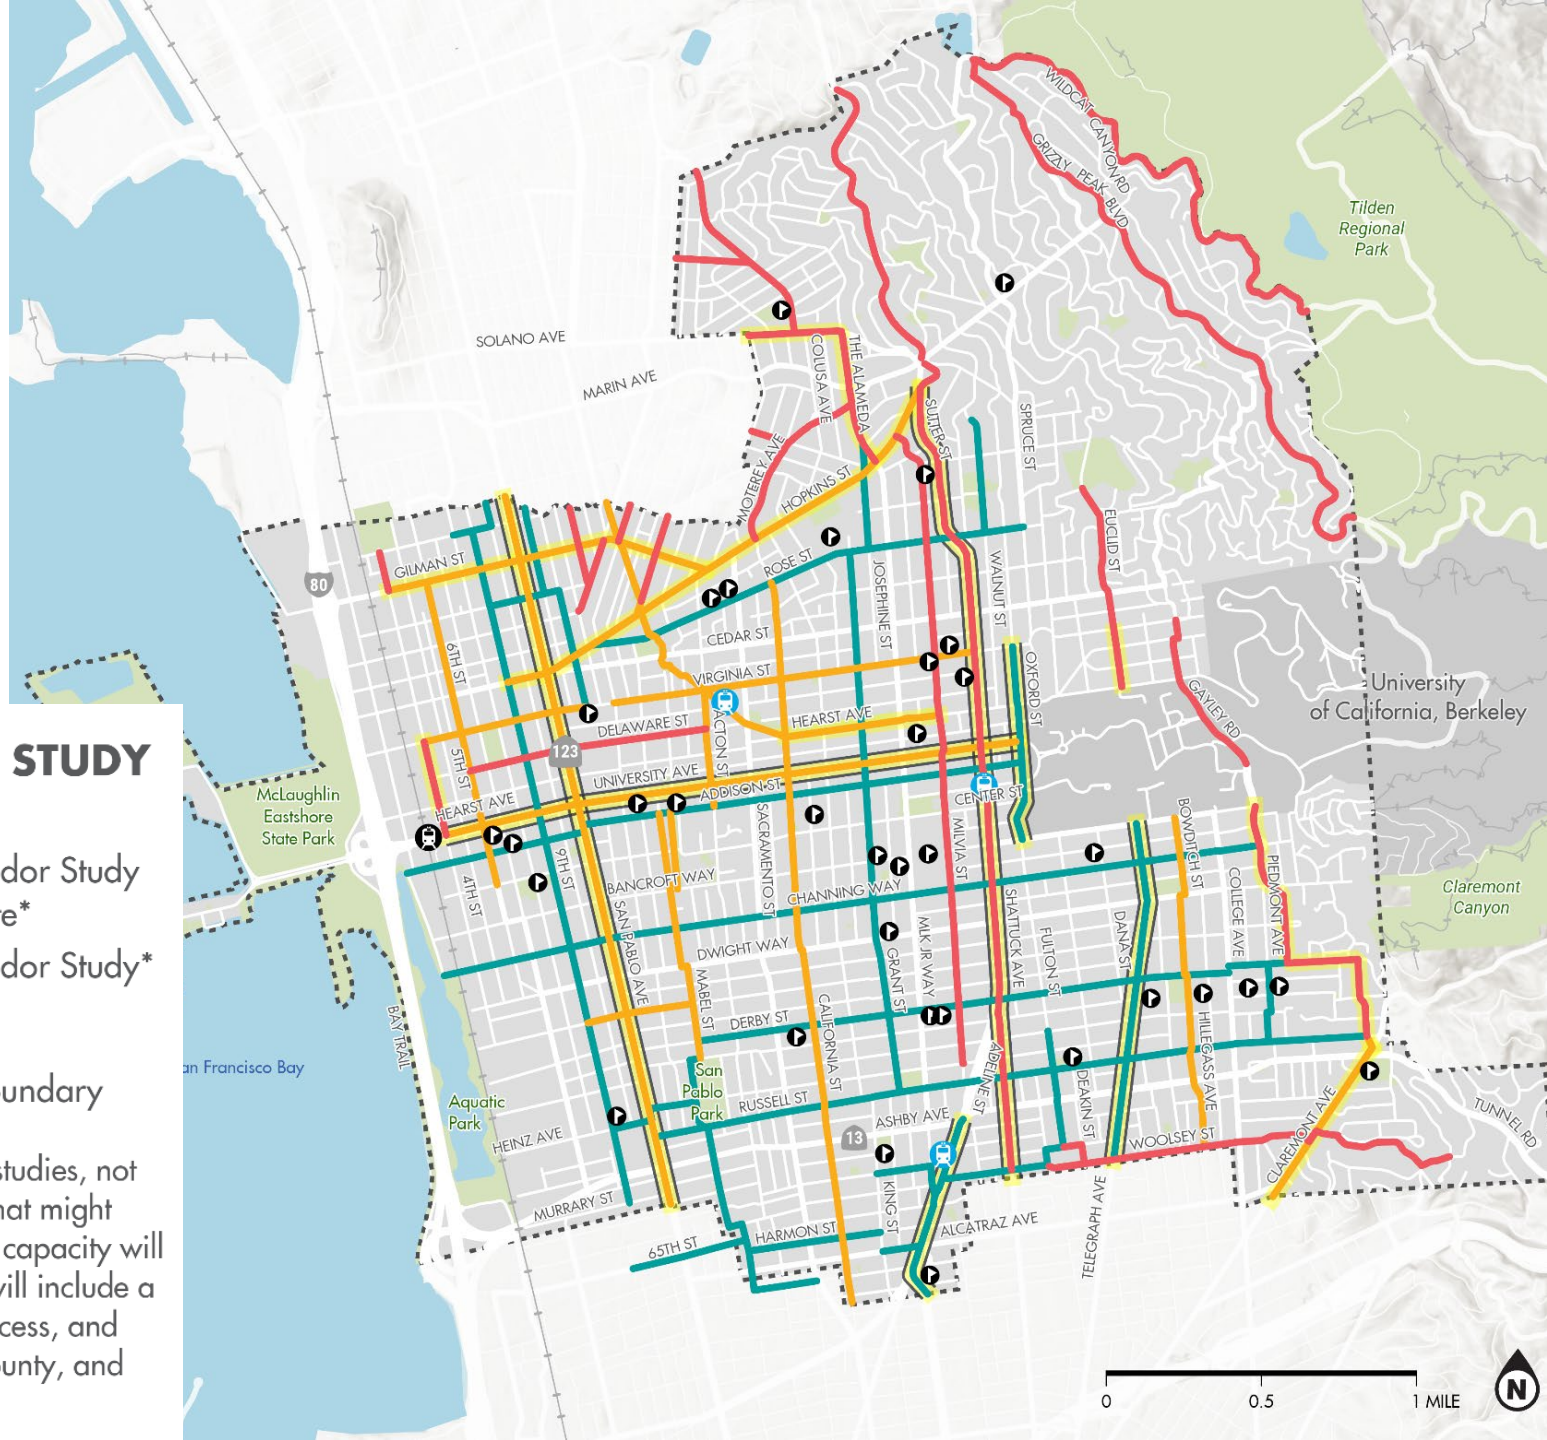 WILDCAT CANYON RD
GRIZZLY PEAK BLVD
Tilden
Regional
Park
SOLANO AVE
MARIN AVE
COLUSA AVE
THE ALAMEDA
SUTTER ST
SPRUCE ST
MOTEREY AVE
HOPKINS ST
EUCLID ST
GILMAN ST
ROSE ST
JOSEPHINE ST
WALNUT ST
80
CEDAR ST
6TH ST
VIRGINIA ST
OXFORD ST
University
of California, Berkeley
GAYLEY RD
DELAWARE ST
ACTON ST
HEARST AVE
STUDY
5TH ST
123
UNIVERSITY AVE
ADDISON ST
CENTER ST
McLaughlin
Eastshore
State Park
HEARST AVE
SACRAMENTO ST
MILVIA ST
BOWDITCH ST
dor Study
re*
dor Study*
4TH ST
9TH ST
BANCROFT WAY
CHANNING WAY
SHATTUCK AVE
COLLEGE AVE
PIEDMONT AVE
Claremont
Canyon
SAN PABLO AVE
DWIGHT WAY
GRANT ST
MLK JR WAY
FULTON ST
DANA ST
MABEL ST
DERBY ST
CALIFORNIA ST
HILLEGASS AVE
BAY TRAIL
an Francisco Bay
undary
San
Pablo
Park
RUSSELL ST
ADELINE ST
DEAKIN ST
Aquatic
Park
HEINZ AVE
13
ASHBY AVE
WOOLSEY ST
CLAREMONT AVE
TUNNEL RD
studies, not
hat might
capacity will
will include a
cess, and
ounty, and
MURRARY ST
65TH ST
HARMON ST
KING ST
ALCATRAZ AVE
TELEGRAPH AVE
0
0.5
1 MILE
N